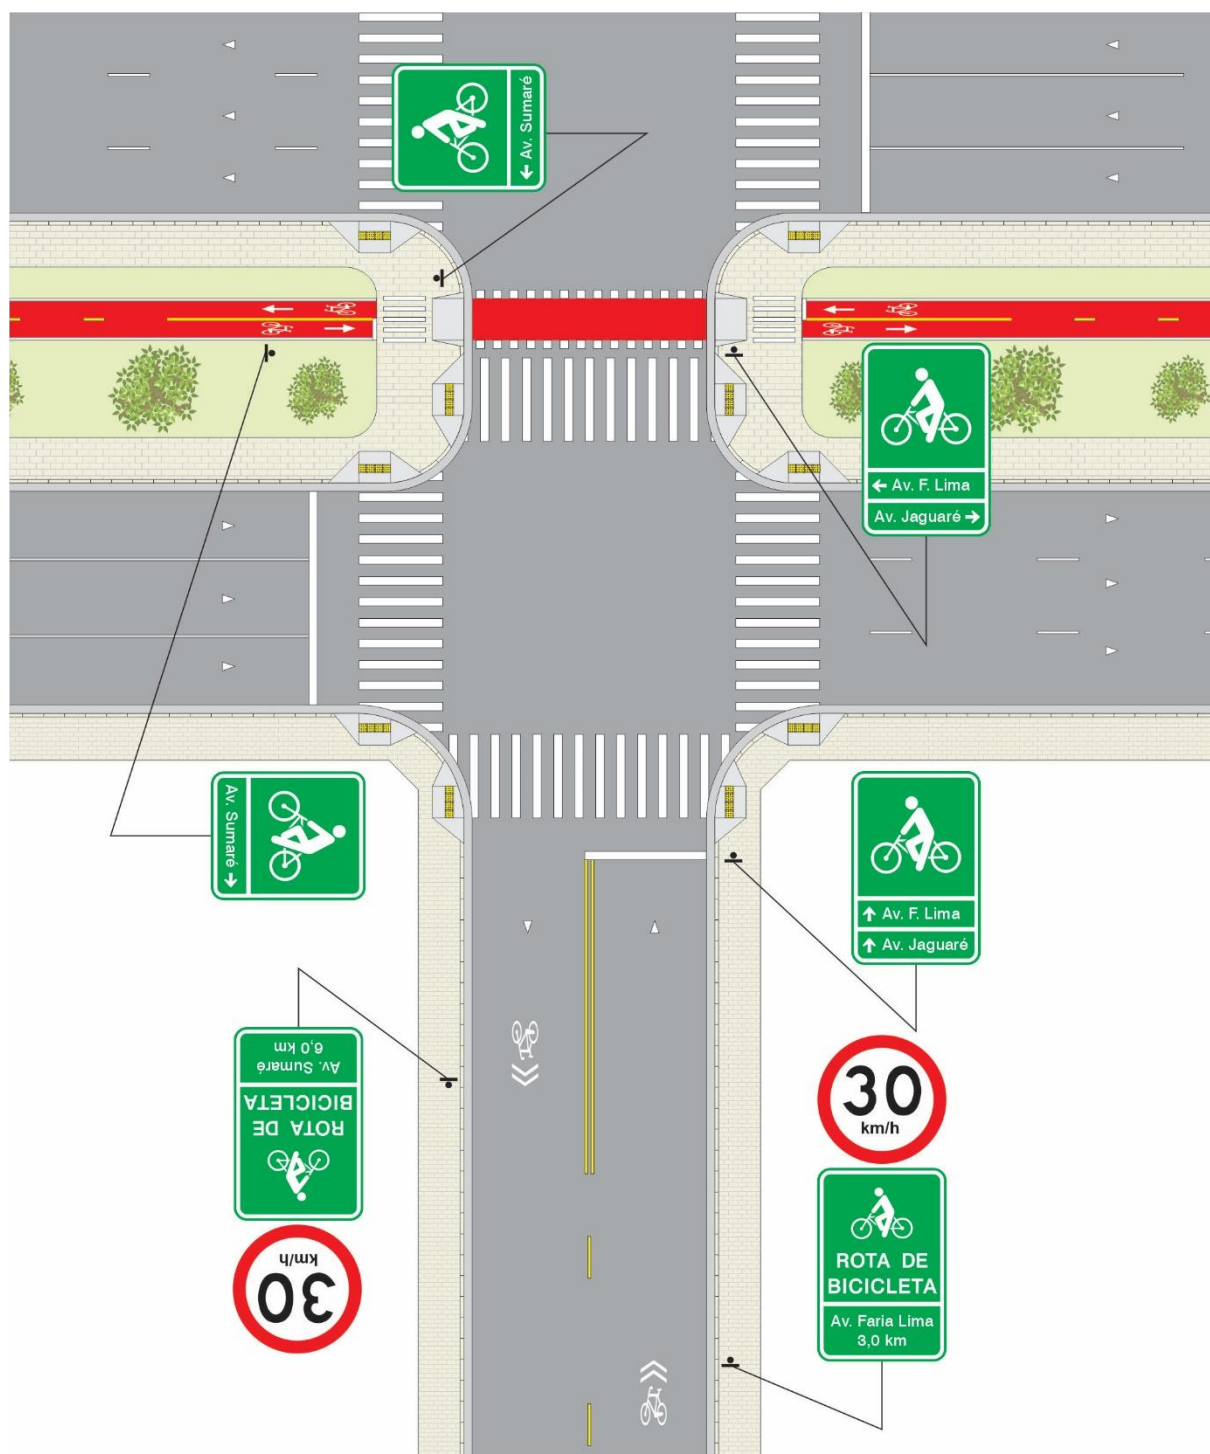 ← Av. Sumaré
← Av. F. Lima
Av. Jaguaré →
Av. Sumaré →
↑ Av. F. Lima
↑ Av. Jaguaré
ROTA DE
BICICLETA
Av. Sumaré
6,0 km
30
km/h
30
km/h
ROTA DE
BICICLETA
Av. Faria Lima
3,0 km